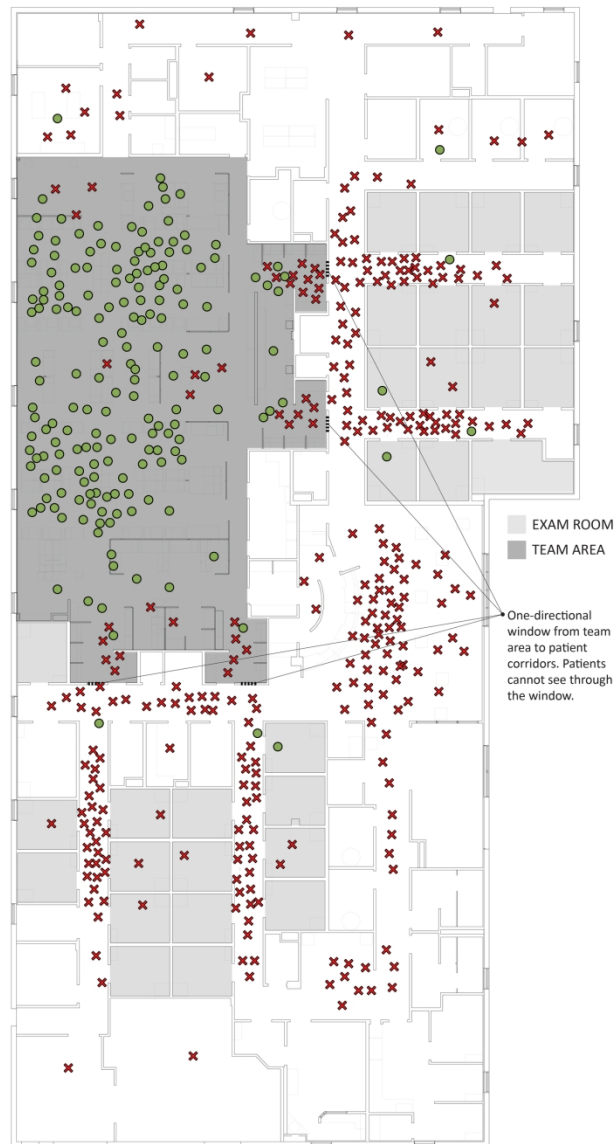 EXAM ROOM
TEAM AREA
One-directional
window from team
area to patient
corridors. Patients
cannot see through
the window.